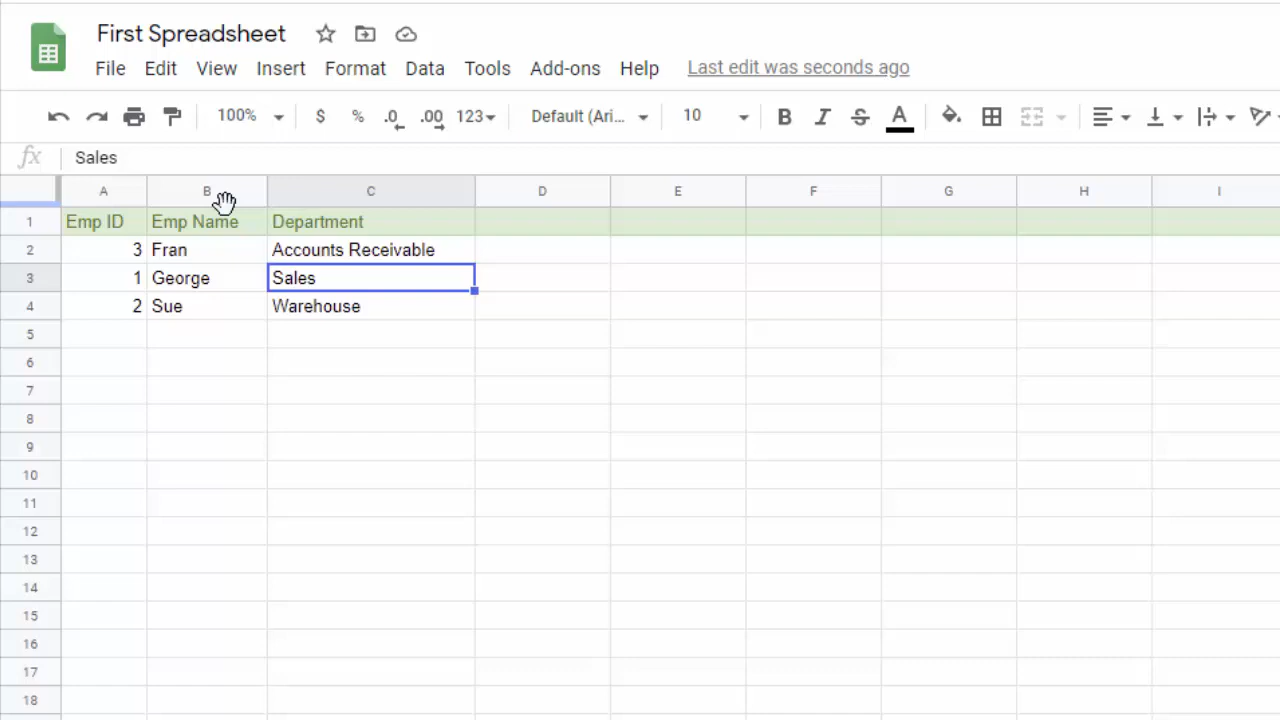 First Spreadsheet
File Edit View Insert Format Data Tools Add-ons Help Last edit was seconds ago
100% $ % .0 .00 123 Default (Ari... 10 B I S A
fx Sales
A B C D E F G H I
1 Emp ID Emp Name Department
2 3 Fran Accounts Receivable
3 1 George Sales
4 2 Sue Warehouse
5
6
7
8
9
10
11
12
13
14
15
16
17
18